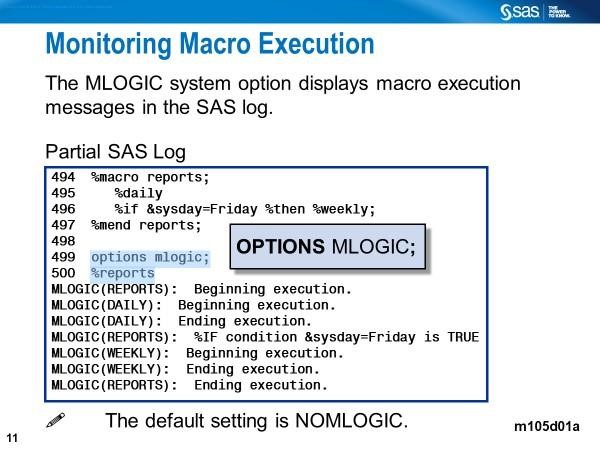 sas THE POWER TO KNOW.
Monitoring Macro Execution
The MLOGIC system option displays macro execution
messages in the SAS log.
Partial SAS Log
494  %macro reports;
495     %daily
496     %if &sysday=Friday %then %weekly;
497  %mend reports;
498
499  options mlogic;
500  %reports
OPTIONS MLOGIC;
MLOGIC(REPORTS):  Beginning execution.
MLOGIC(DAILY):  Beginning execution.
MLOGIC(DAILY):  Ending execution.
MLOGIC(REPORTS):  %IF condition &sysday=Friday is TRUE
MLOGIC(WEEKLY):  Beginning execution.
MLOGIC(WEEKLY):  Ending execution.
MLOGIC(REPORTS):  Ending execution.
The default setting is NOMLOGIC.
m105d01a
11